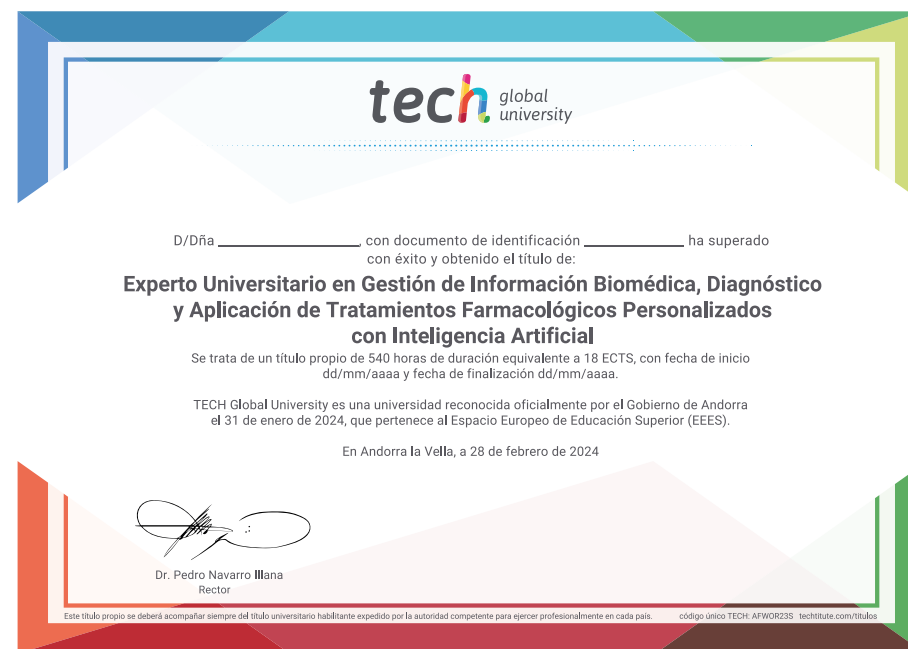 tech global university
D/Dña ____________, con documento de identificación ____________ ha superado
con éxito y obtenido el título de:
Experto Universitario en Gestión de Información Biomédica, Diagnóstico
y Aplicación de Tratamientos Farmacológicos Personalizados
con Inteligencia Artificial
Se trata de un título propio de 540 horas de duración equivalente a 18 ECTS, con fecha de inicio
dd/mm/aaaa y fecha de finalización dd/mm/aaaa.
TECH Global University es una universidad reconocida oficialmente por el Gobierno de Andorra
el 31 de enero de 2024, que pertenece al Espacio Europeo de Educación Superior (EEES).
En Andorra la Vella, a 28 de febrero de 2024
Dr. Pedro Navarro Illana
Rector
Este título propio se deberá acompañar siempre del título universitario habilitante expedido por la autoridad competente para ejercer profesionalmente en cada país. código único TECH: AFWOR23S techtitute.com/titulos